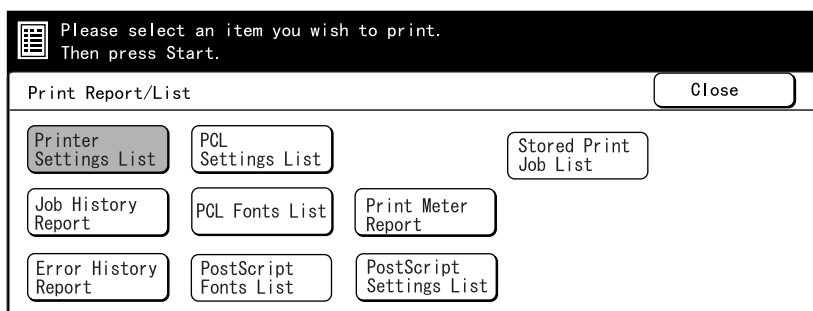 Please select an item you wish to print.
Then press Start.
Print Report/List
Close
Printer
Settings List
PCL
Settings List
Stored Print
Job List
Job History
Report
PCL Fonts List
Print Meter
Report
Error History
Report
PostScript
Fonts List
PostScript
Settings List